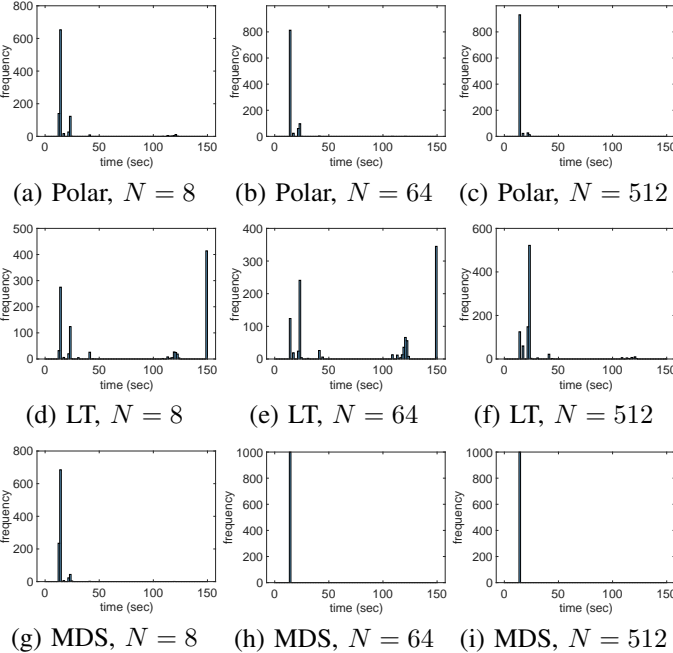 800
600
400
200
0
frequency
0 50 100 150
time (sec)
(a) Polar, N = 8
800
600
400
200
0
frequency
0 50 100 150
time (sec)
(b) Polar, N = 64
800
600
400
200
0
frequency
0 50 100 150
time (sec)
(c) Polar, N = 512
500
400
300
200
100
0
frequency
0 50 100 150
time (sec)
(d) LT, N = 8
400
300
200
100
0
frequency
0 50 100 150
time (sec)
(e) LT, N = 64
600
400
200
0
frequency
0 50 100 150
time (sec)
(f) LT, N = 512
800
600
400
200
0
frequency
0 50 100 150
time (sec)
(g) MDS, N = 8
1000
800
600
400
200
0
frequency
0 50 100 150
time (sec)
(h) MDS, N = 64
1000
800
600
400
200
0
frequency
0 50 100 150
time (sec)
(i) MDS, N = 512